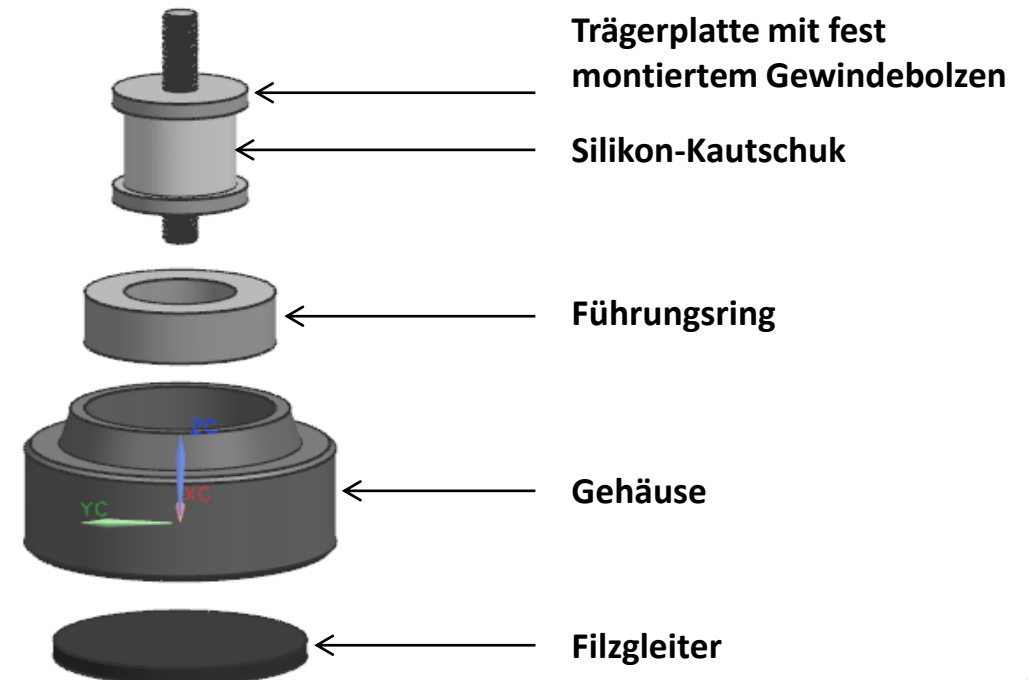 Trägerplatte mit fest
montiertem Gewindebolzen
Silikon-Kautschuk
Führungsring
ZC
XC
YC
Gehäuse
Filzgleiter